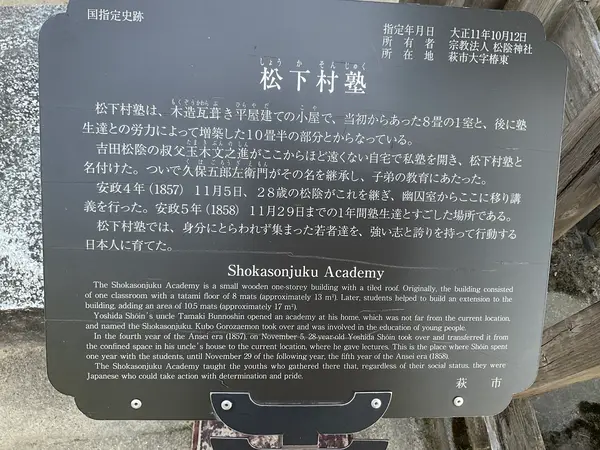 国指定史跡
指定年月日　大正11年10月12日
所有者　宗教法人 松陰神社
所在地　萩市大字椿東
しょうかそんじゅく
松下村塾
松下村塾は、木造瓦葺き平屋建ての小屋で、当初からあった8畳の1室と、後に塾
生達との労力によって増築した10畳半の部分とからなっている。
吉田松陰の叔父玉木文之進がここからほど遠くない自宅で私塾を開き、松下村塾と
名付けた。ついで久保五郎左衛門がその名を継承し、子弟の教育にあたった。
安政4年（1857）11月5日、28歳の松陰がこれを継ぎ、幽囚室からここに移り講
義を行った。安政5年（1858）11月29日までの1年間塾生達とすごした場所である。
松下村塾では、身分にとらわれず集まった若者達を、強い志と誇りを持って行動する
日本人に育てた。
Shokasonjuku Academy
The Shokasonjuku Academy is a small wooden one-storey building with a tiled roof. Originally, the building consisted
of one classroom with a tatami floor of 8 mats (approximately 13 m²). Later, students helped to build an extension to the
building, adding an area of 10.5 mats (approximately 17 m²).
Yoshida Shōin's uncle Tamaki Bunnoshin opened an academy at his home, which was not far from the current location,
and named the Shokasonjuku. Kubo Gorozaemon took over and was involved in the education of young people.
In the fourth year of the Ansei era (1857), on November 5, 28-year-old Yoshida Shōin took over and transferred it from
the confined space in his uncle's house to the current location, where he gave lectures. This is the place where Shōin spent
one year with the students, until November 29 of the following year, the fifth year of the Ansei era (1858).
The Shokasonjuku Academy taught the youths who gathered there that, regardless of their social status, they were
Japanese who could take action with determination and pride.
萩市